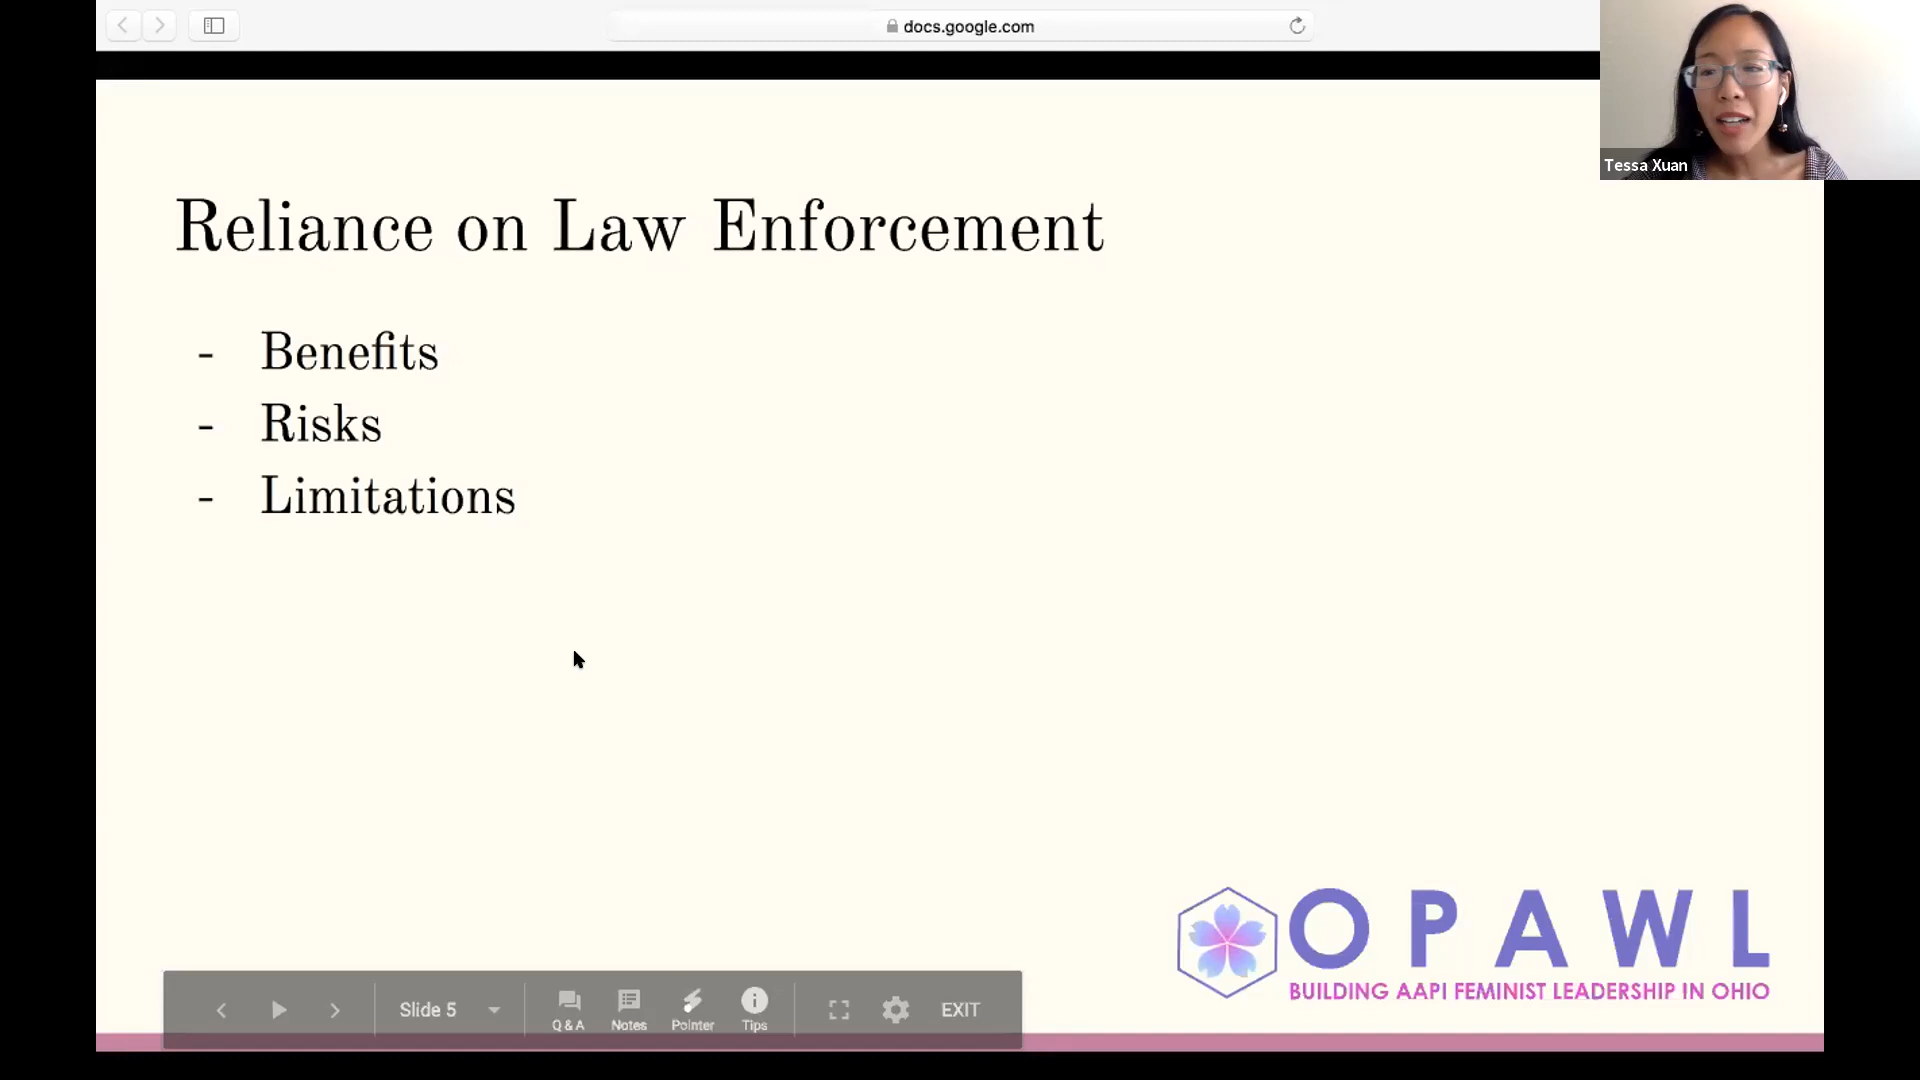 docs.google.com
Tessa Xuan
Reliance on Law Enforcement
- Benefits
- Risks
- Limitations
OPAWL
BUILDING AAPI FEMINIST LEADERSHIP IN OHIO
Slide 5
Q & A
Notes
Pointer
Tips
EXIT